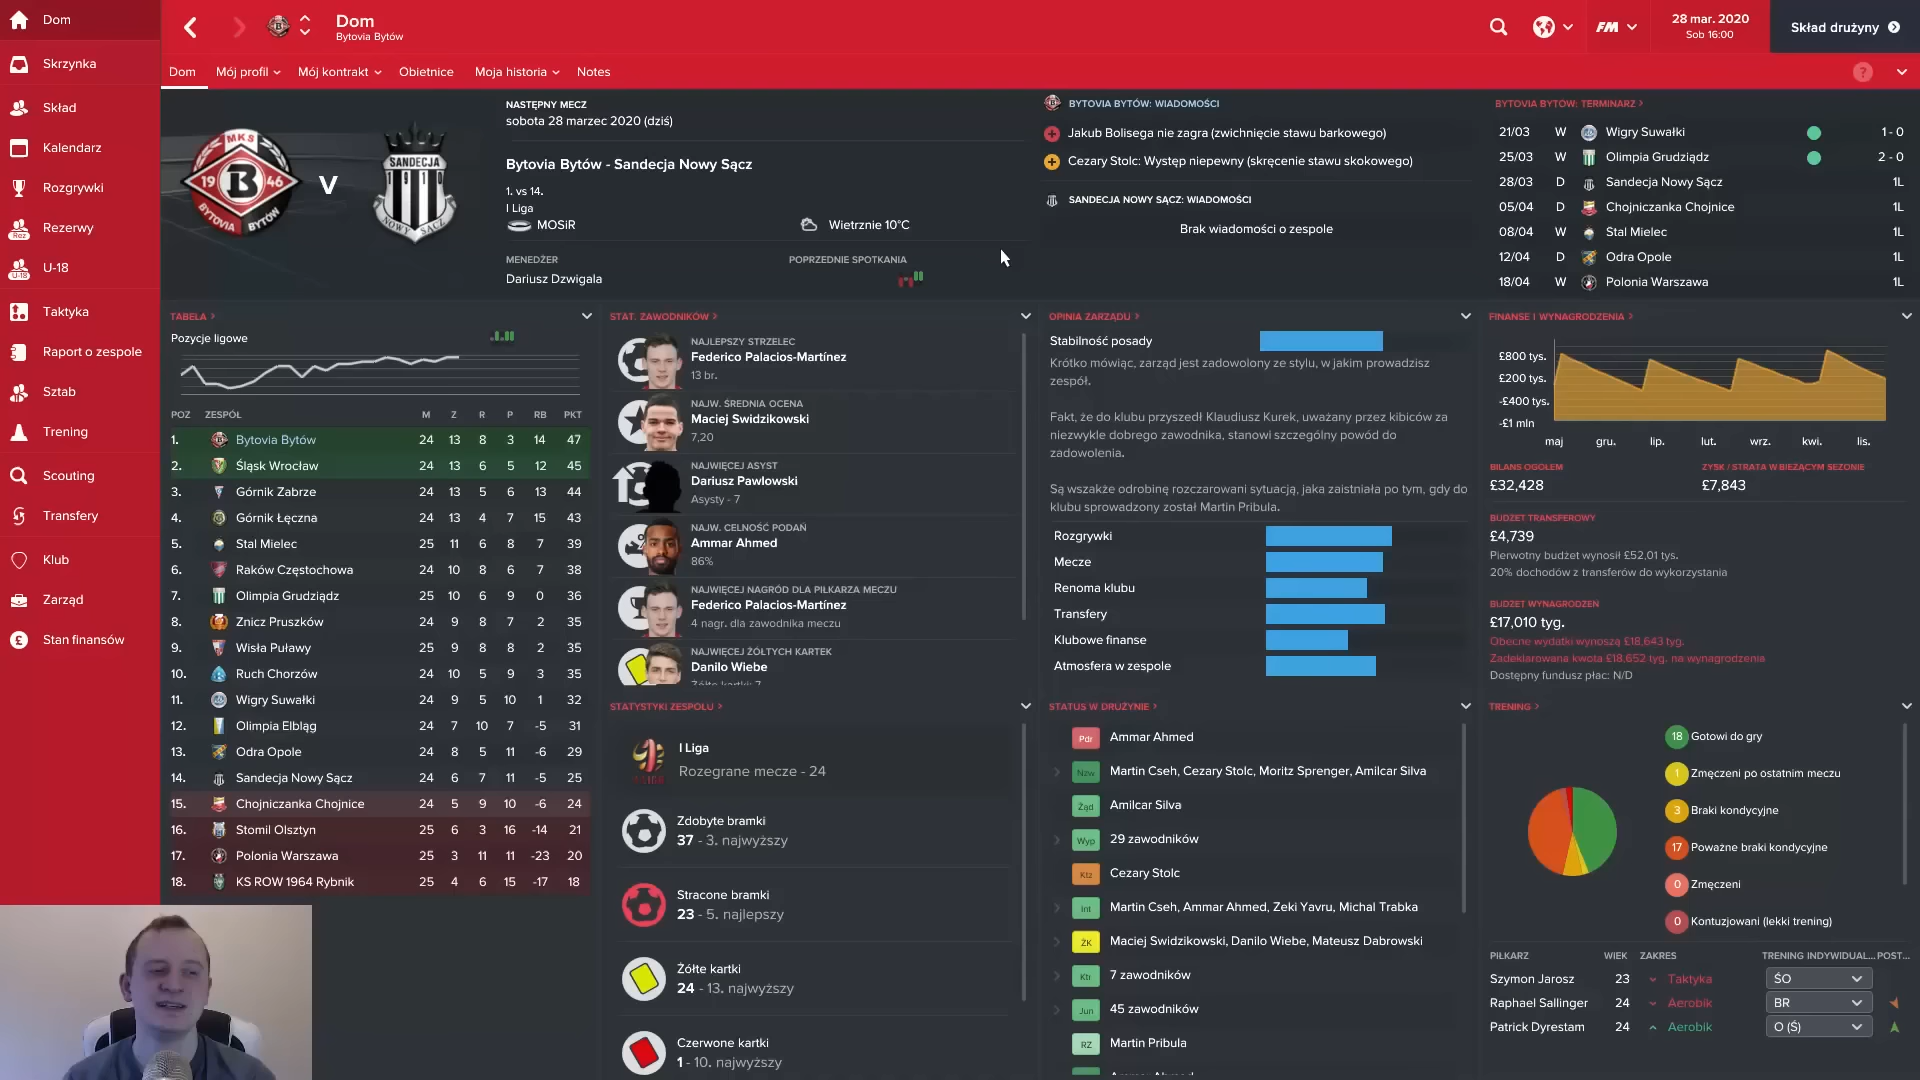 Dom
Skrzynka
Skład
Kalendarz
Rozgrywki
Rezerwy
U-18
Taktyka
Raport o zespole
Sztab
Trening
Scouting
Transfery
Klub
Zarząd
Stan finansów
Dom
Bytovia Bytów
FM
28 mar. 2020
Sob 16:00
Skład drużyny
Dom
Mój profil
Mój kontrakt
Obietnice
Moja historia
Notes
?
MKS
19 B 46
BYTOVIA BYTÓW
V
SANDECJA
1910
NOWY SĄCZ
NASTĘPNY MECZ
sobota 28 marzec 2020 (dziś)
Bytovia Bytów - Sandecja Nowy Sącz
1. vs 14.
I Liga
MOSiR
Wietrznie 10°C
MENEDŻER
Dariusz Dzwigala
POPRZEDNIE SPOTKANIA
BYTOVIA BYTÓW: WIADOMOŚCI
Jakub Bolisega nie zagra (zwichnięcie stawu barkowego)
Cezary Stolc: Występ niepewny (skręcenie stawu skokowego)
SANDECJA NOWY SĄCZ: WIADOMOŚCI
Brak wiadomości o zespole
BYTOVIA BYTÓW: TERMINARZ >
21/03 W Wigry Suwałki 1 - 0
25/03 W Olimpia Grudziądz 2 - 0
28/03 D Sandecja Nowy Sącz 1L
05/04 D Chojniczanka Chojnice 1L
08/04 W Stal Mielec 1L
12/04 D Odra Opole 1L
18/04 W Polonia Warszawa 1L
TABELA >
Pozycje ligowe
POZ ZESPÓŁ M Z R P RB PKT
1. Bytovia Bytów 24 13 8 3 14 47
2. Śląsk Wrocław 24 13 6 5 12 45
3. Górnik Zabrze 24 13 5 6 13 44
4. Górnik Łęczna 24 13 4 7 15 43
5. Stal Mielec 25 11 6 8 7 39
6. Raków Częstochowa 24 10 8 6 7 38
7. Olimpia Grudziądz 25 10 6 9 0 36
8. Znicz Pruszków 24 9 8 7 2 35
9. Wisła Puławy 25 9 8 8 2 35
10. Ruch Chorzów 24 10 5 9 3 35
11. Wigry Suwałki 24 9 5 10 1 32
12. Olimpia Elbląg 24 7 10 7 -5 31
13. Odra Opole 24 8 5 11 -6 29
14. Sandecja Nowy Sącz 24 6 7 11 -5 25
15. Chojniczanka Chojnice 24 5 9 10 -6 24
16. Stomil Olsztyn 25 6 3 16 -14 21
17. Polonia Warszawa 25 3 11 11 -23 20
18. KS ROW 1964 Rybnik 25 4 6 15 -17 18
STAT. ZAWODNIKÓW >
NAJLEPSZY STRZELEC
Federico Palacios-Martínez
13 br.
NAJW. ŚREDNIA OCENA
Maciej Swidzikowski
7,20
NAJWIĘCEJ ASYST
Dariusz Pawlowski
Asysty - 7
NAJW. CELNOŚĆ PODAŃ
Ammar Ahmed
86%
NAJWIĘCEJ NAGRÓD DLA PIŁKARZA MECZU
Federico Palacios-Martínez
4 nagr. dla zawodnika meczu
NAJWIĘCEJ ŻÓŁTYCH KARTEK
Danilo Wiebe
Żółte kartki: 7
STATYSTYKI ZESPOŁU >
I Liga
Rozegrane mecze - 24
Zdobyte bramki
37 - 3. najwyższy
Stracone bramki
23 - 5. najlepszy
Żółte kartki
24 - 13. najwyższy
Czerwone kartki
1 - 10. najwyższy
OPINIA ZARZĄDU >
Stabilność posady
Krótko mówiąc, zarząd jest zadowolony ze stylu, w jakim prowadzisz
zespół.
Fakt, że do klubu przyszedł Klaudiusz Kurek, uważany przez kibiców za
niezwykle dobrego zawodnika, stanowi szczególny powód do
zadowolenia.
Są wszakże odrobinę rozczarowani sytuacją, jaka zaistniała po tym, gdy do
klubu sprowadzony został Martin Pribula.
Rozgrywki
Mecze
Renoma klubu
Transfery
Klubowe finanse
Atmosfera w zespole
STATUS W DRUŻYNIE >
Pdr Ammar Ahmed
Nzw Martin Cseh, Cezary Stolc, Moritz Sprenger, Amilcar Silva
Żąd Amilcar Silva
Wyp 29 zawodników
Ktz Cezary Stolc
Int Martin Cseh, Ammar Ahmed, Zeki Yavru, Michal Trabka
ŻK Maciej Swidzikowski, Danilo Wiebe, Mateusz Dabrowski
Ktr 7 zawodników
Jun 45 zawodników
RZ Martin Pribula
FINANSE I WYNAGRODZENIA >
£800 tys.
£200 tys.
-£400 tys.
-£1 mln
maj gru. lip. lut. wrz. kwi. lis.
BILANS OGÓŁEM
£32,428
ZYSK / STRATA W BIEŻĄCYM SEZONIE
£7,843
BUDŻET TRANSFEROWY
£4,739
Pierwotny budżet wynosił £52,01 tys.
20% dochodów z transferów do wykorzystania
BUDŻET WYNAGRODZEŃ
£17,010 tyg.
Obecne wydatki wynoszą £18,643 tyg.
Zadeklarowana kwota £18,652 tyg. na wynagrodzenia
Dostępny fundusz płac: N/D
TRENING >
18 Gotowi do gry
1 Zmęczeni po ostatnim meczu
3 Braki kondycyjne
17 Poważne braki kondycyjne
0 Zmęczeni
0 Kontuzjowani (lekki trening)
PIŁKARZ WIEK ZAKRES TRENING INDYWIDUAL... POST...
Szymon Jarosz 23 Taktyka ŚO
Raphael Sallinger 24 Aerobik BR
Patrick Dyrestam 24 Aerobik O (Ś)